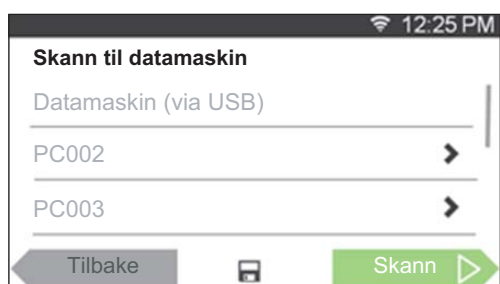 12:25 PM
Skann til datamaskin
Datamaskin (via USB)
PC002
PC003
Tilbake
Skann